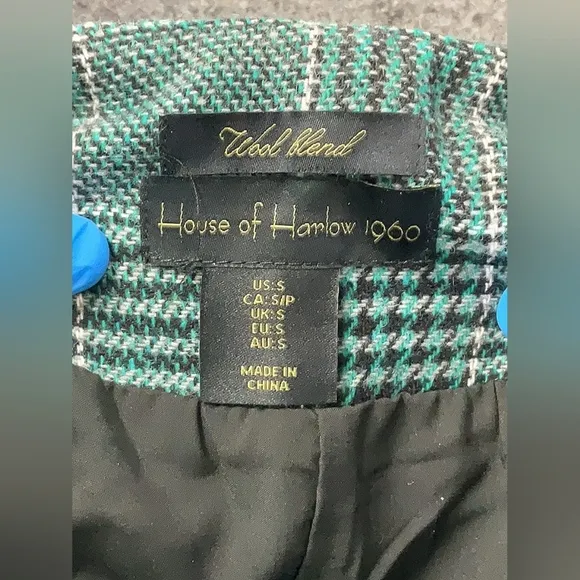 Wool blend
House of Harlow 1960
US:S
CA:S/P
UK:S
EU:S
AU:S
MADE IN
CHINA